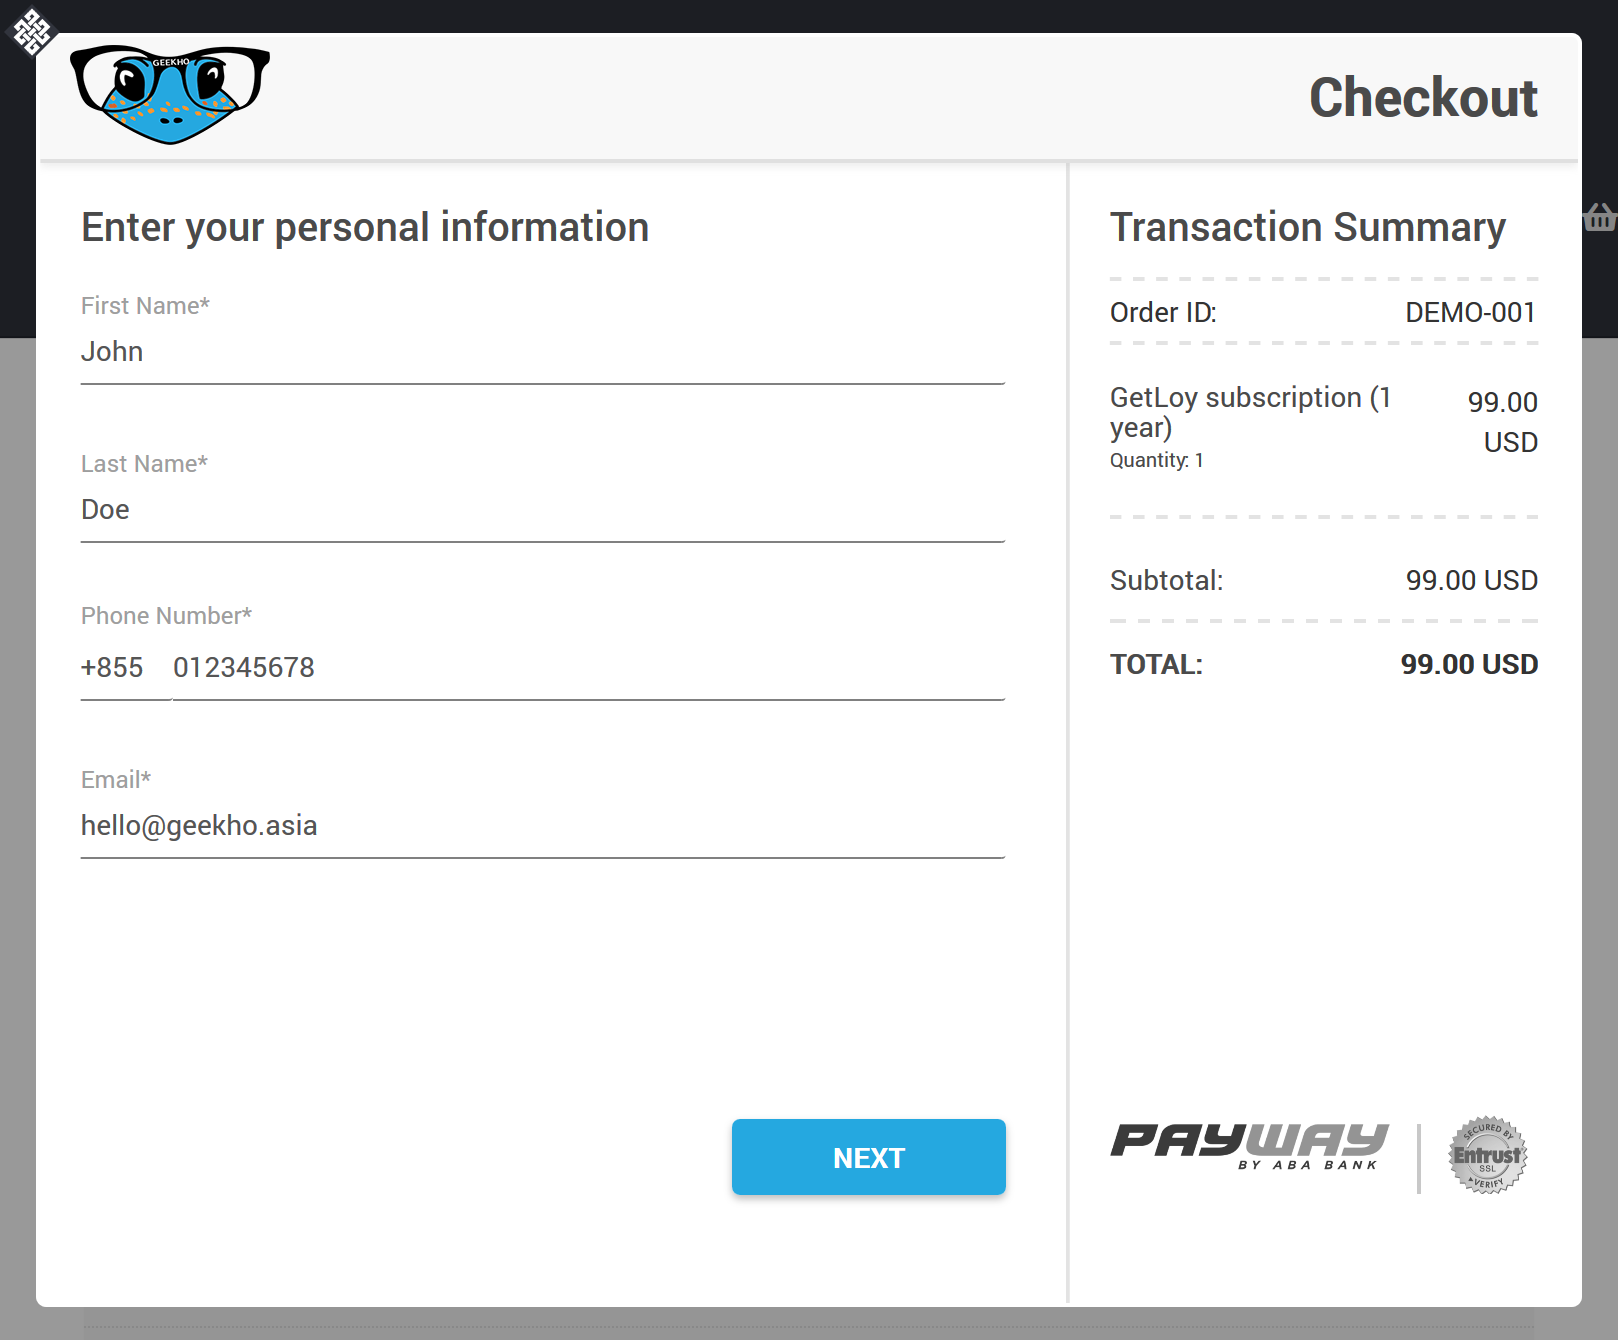 GEEKHO
Checkout
Enter your personal information
First Name*
John
Last Name*
Doe
Phone Number*
+855 012345678
Email*
hello@geekho.asia
NEXT
Transaction Summary
Order ID: DEMO-001
GetLoy subscription (1
year)
99.00
USD
Quantity: 1
Subtotal: 99.00 USD
TOTAL: 99.00 USD
PAYWAY
BY ABA BANK
SECURED BY
Entrust
SSL
VERIFY